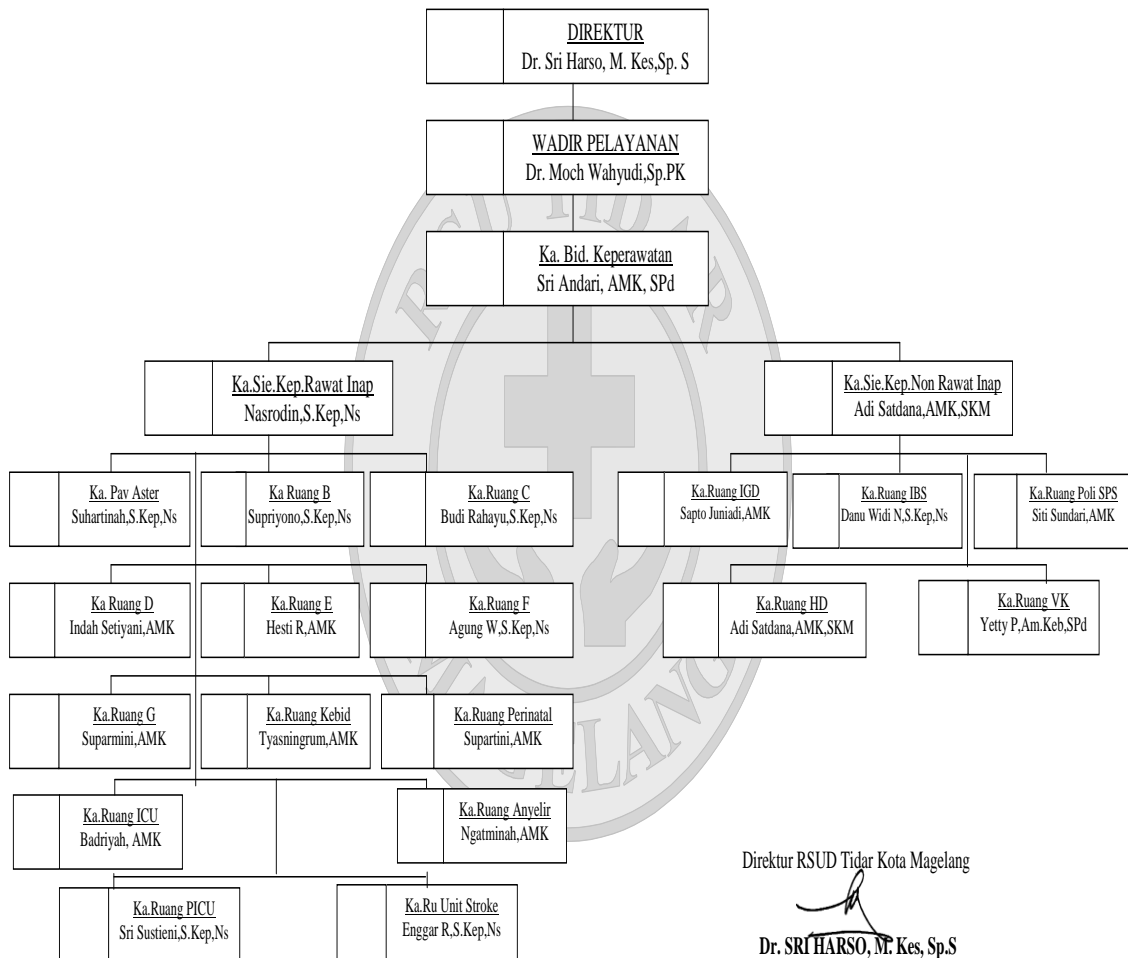 DIREKTUR
Dr. Sri Harso, M. Kes,Sp. S
WADIR PELAYANAN
Dr. Moch Wahyudi,Sp.PK
RSU TIDAR
MAGELANG
Ka. Bid. Keperawatan
Sri Andari, AMK, SPd
Ka.Sie.Kep.Rawat Inap
Nasrodin,S.Kep,Ns
Ka.Sie.Kep.Non Rawat Inap
Adi Satdana,AMK,SKM
Ka. Pav Aster
Suhartinah,S.Kep,Ns
Ka Ruang B
Supriyono,S.Kep,Ns
Ka.Ruang C
Budi Rahayu,S.Kep,Ns
Ka.Ruang IGD
Sapto Juniadi,AMK
Ka.Ruang IBS
Danu Widi N,S.Kep,Ns
Ka.Ruang Poli SPS
Siti Sundari,AMK
Ka Ruang D
Indah Setiyani,AMK
Ka.Ruang E
Hesti R,AMK
Ka.Ruang F
Agung W,S.Kep,Ns
Ka.Ruang HD
Adi Satdana,AMK,SKM
Ka.Ruang VK
Yetty P,Am.Keb,SPd
Ka.Ruang G
Suparmini,AMK
Ka.Ruang Kebid
Tyasningrum,AMK
Ka.Ruang Perinatal
Supartini,AMK
Ka.Ruang ICU
Badriyah, AMK
Ka.Ruang Anyelir
Ngatminah,AMK
Ka.Ruang PICU
Sri Sustieni,S.Kep,Ns
Ka.Ru Unit Stroke
Enggar R,S.Kep,Ns
Direktur RSUD Tidar Kota Magelang
Dr. SRI HARSO, M. Kes, Sp.S